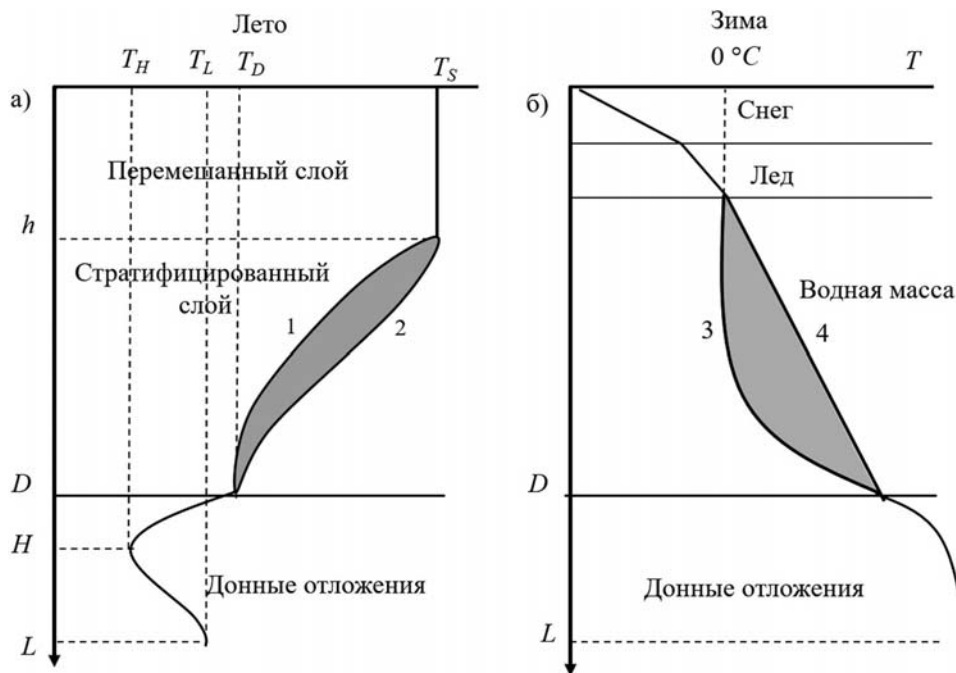 Лето
T_H T_L T_D T_S
а)
Перемешанный слой
h
Стратифицированный
слой
1 2
D
H
Донные отложения
L
Зима
0 °C T
б)
Снег
Лед
Водная масса
3 4
D
Донные отложения
L